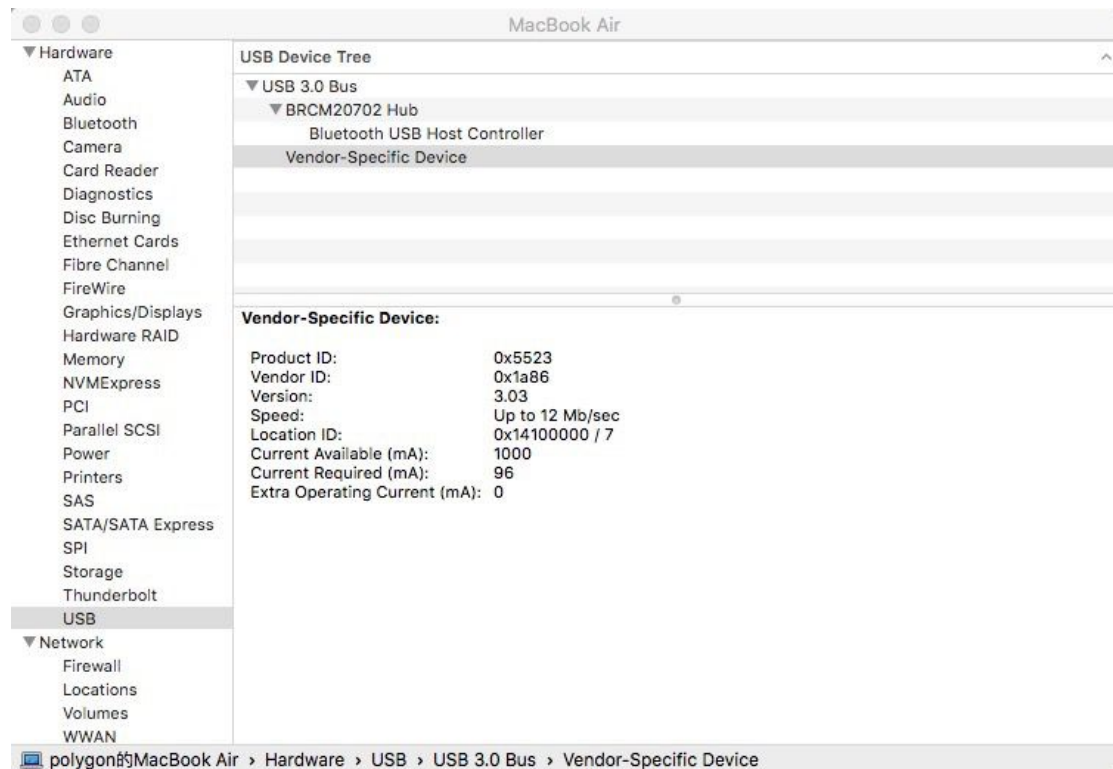 MacBook Air
Hardware
ATA
Audio
Bluetooth
Camera
Card Reader
Diagnostics
Disc Burning
Ethernet Cards
Fibre Channel
FireWire
Graphics/Displays
Hardware RAID
Memory
NVMExpress
PCI
Parallel SCSI
Power
Printers
SAS
SATA/SATA Express
SPI
Storage
Thunderbolt
USB
Network
Firewall
Locations
Volumes
WWAN
USB Device Tree
USB 3.0 Bus
BRCM20702 Hub
Bluetooth USB Host Controller
Vendor-Specific Device
Vendor-Specific Device:
Product ID: 0x5523
Vendor ID: 0x1a86
Version: 3.03
Speed: Up to 12 Mb/sec
Location ID: 0x14100000 / 7
Current Available (mA): 1000
Current Required (mA): 96
Extra Operating Current (mA): 0
polygon的MacBook Air › Hardware › USB › USB 3.0 Bus › Vendor-Specific Device